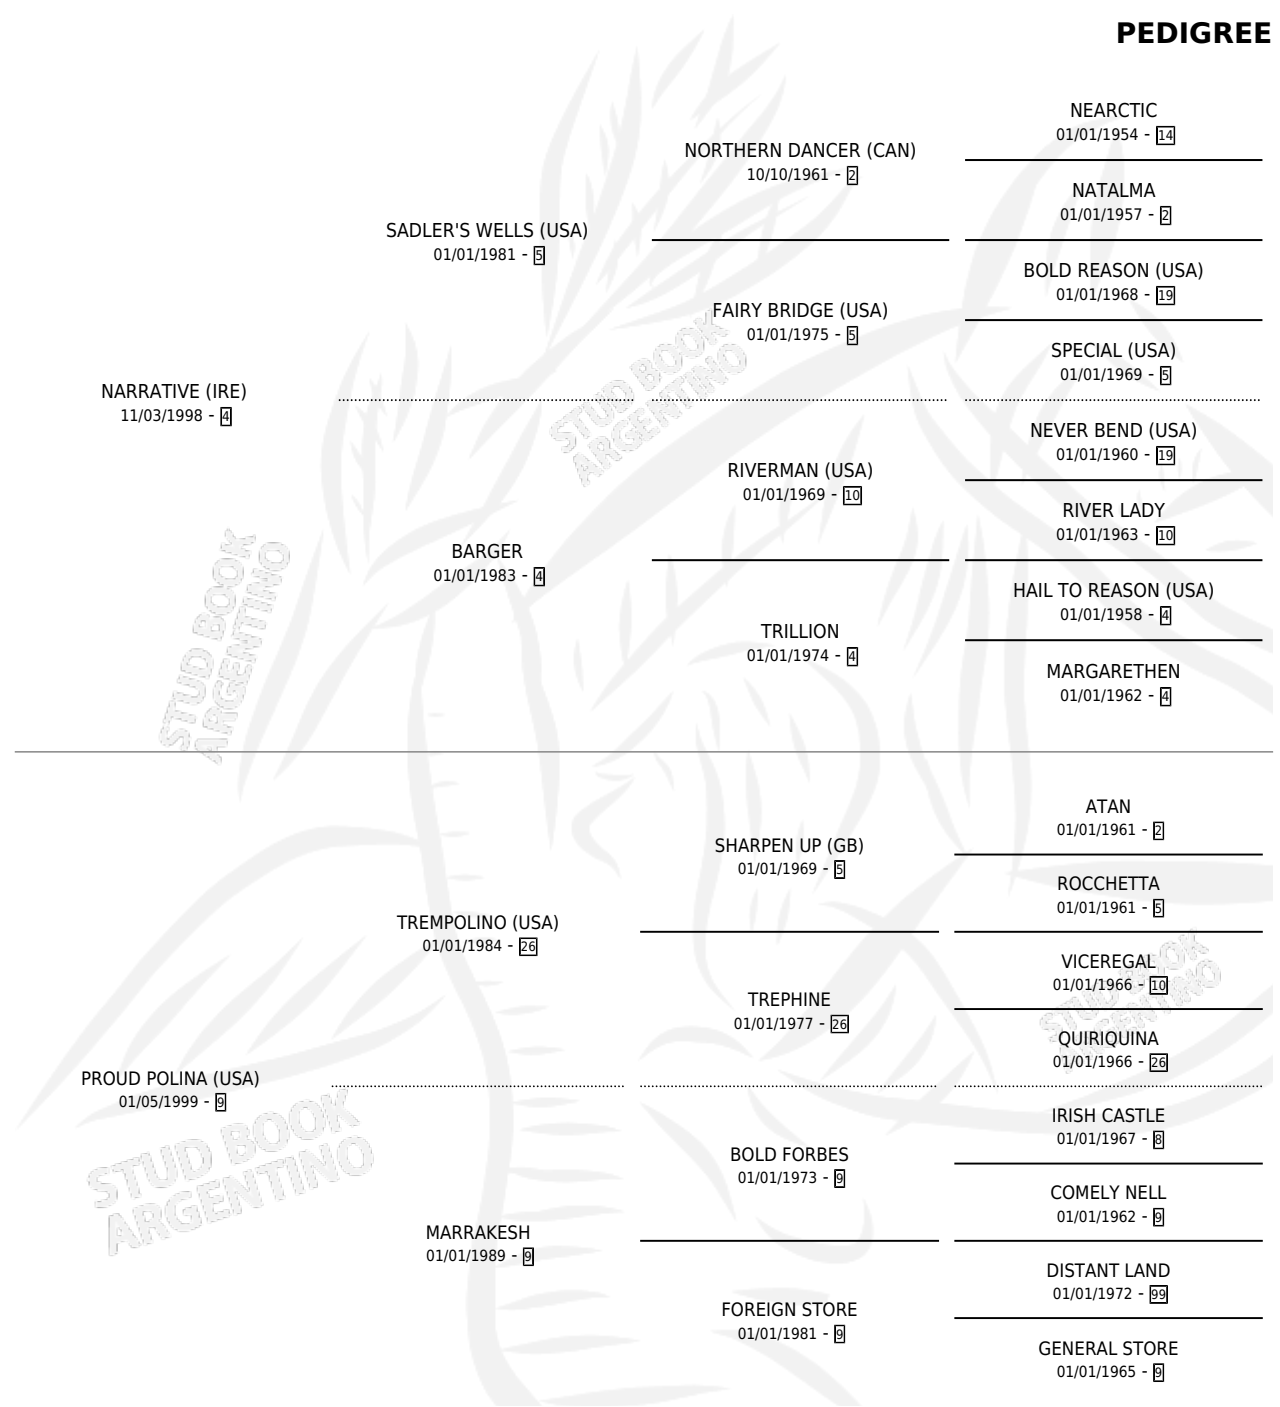 PEDIGREE
NEARCTIC
01/01/1954 - 14
NORTHERN DANCER (CAN)
10/10/1961 - 2
NATALMA
01/01/1957 - 2
SADLER'S WELLS (USA)
01/01/1981 - 5
BOLD REASON (USA)
01/01/1968 - 19
FAIRY BRIDGE (USA)
01/01/1975 - 5
SPECIAL (USA)
01/01/1969 - 5
NARRATIVE (IRE)
11/03/1998 - 4
NEVER BEND (USA)
01/01/1960 - 19
RIVERMAN (USA)
01/01/1969 - 10
RIVER LADY
01/01/1963 - 10
BARGER
01/01/1983 - 4
HAIL TO REASON (USA)
01/01/1958 - 4
TRILLION
01/01/1974 - 4
MARGARETHEN
01/01/1962 - 4
ATAN
01/01/1961 - 2
SHARPEN UP (GB)
01/01/1969 - 5
ROCCHETTA
01/01/1961 - 5
TREMPOLINO (USA)
01/01/1984 - 26
VICEREGAL
01/01/1966 - 10
TREPHINE
01/01/1977 - 26
QUIRIQUINA
01/01/1966 - 26
PROUD POLINA (USA)
01/05/1999 - 9
IRISH CASTLE
01/01/1967 - 8
BOLD FORBES
01/01/1973 - 9
COMELY NELL
01/01/1962 - 9
MARRAKESH
01/01/1989 - 9
DISTANT LAND
01/01/1972 - 99
FOREIGN STORE
01/01/1981 - 9
GENERAL STORE
01/01/1965 - 9
STUD BOOK
ARGENTINO
STUD BOOK
ARGENTINO
STUD BOOK
ARGENTINO
STUD BOOK
ARGENTINO